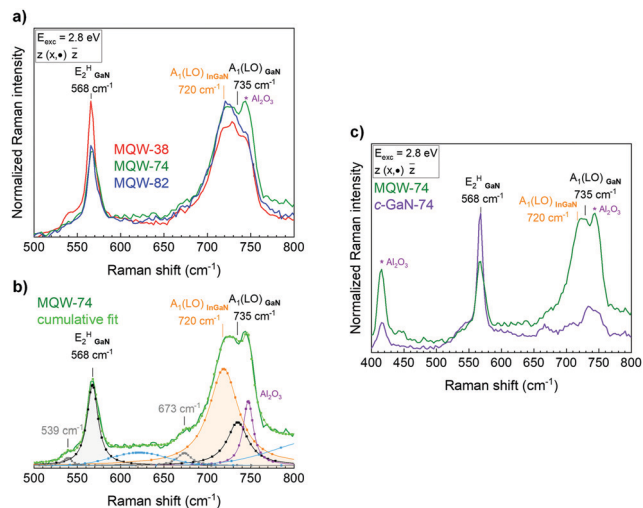 a)
E_exc = 2.8 eV
z (x,•) z̄
E₂ᴴ GaN
568 cm⁻¹
A₁(LO) InGaN
720 cm⁻¹
A₁(LO) GaN
735 cm⁻¹
* Al₂O₃
MQW-38
MQW-74
MQW-82
Normalized Raman intensity
500 550 600 650 700 750 800
Raman shift (cm⁻¹)
b)
MQW-74
cumulative fit
E₂ᴴ GaN
568 cm⁻¹
A₁(LO) InGaN
720 cm⁻¹
A₁(LO) GaN
735 cm⁻¹
Al₂O₃
539 cm⁻¹
673 cm⁻¹
Normalized Raman intensity
500 550 600 650 700 750 800
Raman shift (cm⁻¹)
c)
E_exc = 2.8 eV
z (x,•) z̄
MQW-74
c-GaN-74
E₂ᴴ GaN
568 cm⁻¹
A₁(LO) InGaN
720 cm⁻¹
A₁(LO) GaN
735 cm⁻¹
* Al₂O₃
* Al₂O₃
Normalized Raman intensity
400 450 500 550 600 650 700 750 800
Raman shift (cm⁻¹)